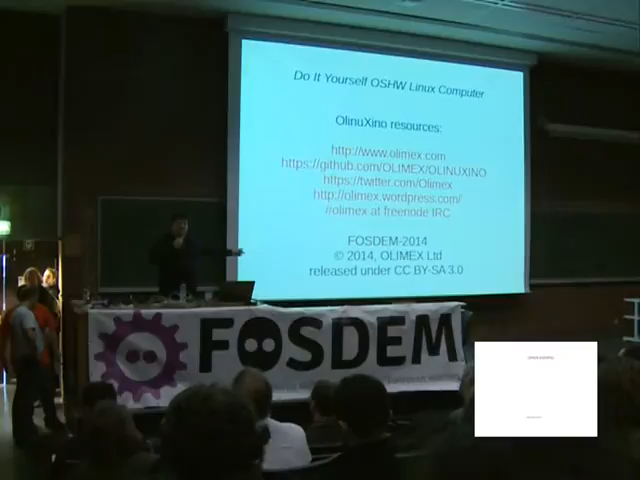 Do It Yourself OSHW Linux Computer
OlinuXino resources:
http://www.olimex.com
https://github.com/OLIMEX/OLINUXINO
https://twitter.com/Olimex
http://olimex.wordpress.com/
#olimex at freenode IRC
FOSDEM-2014
© 2014, OLIMEX Ltd
released under CC BY-SA 3.0
FOSDEM